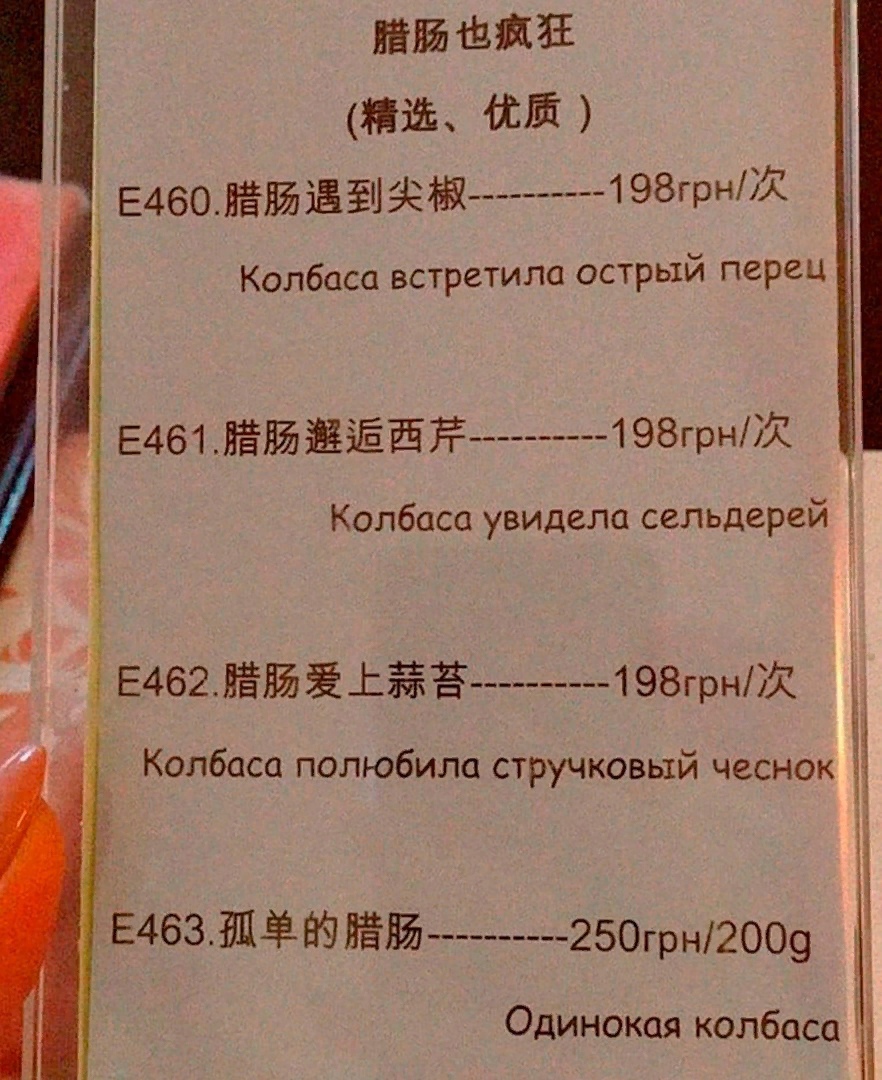 腊肠也疯狂
(精选、优质 )
E460.腊肠遇到尖椒----------198грн/次
Колбаса встретила острый перец
E461.腊肠邂逅西芹----------198грн/次
Колбаса увидела сельдерей
E462.腊肠爱上蒜苔----------198грн/次
Колбаса полюбила стручковый чеснок
E463.孤单的腊肠----------250грн/200g
Одинокая колбаса